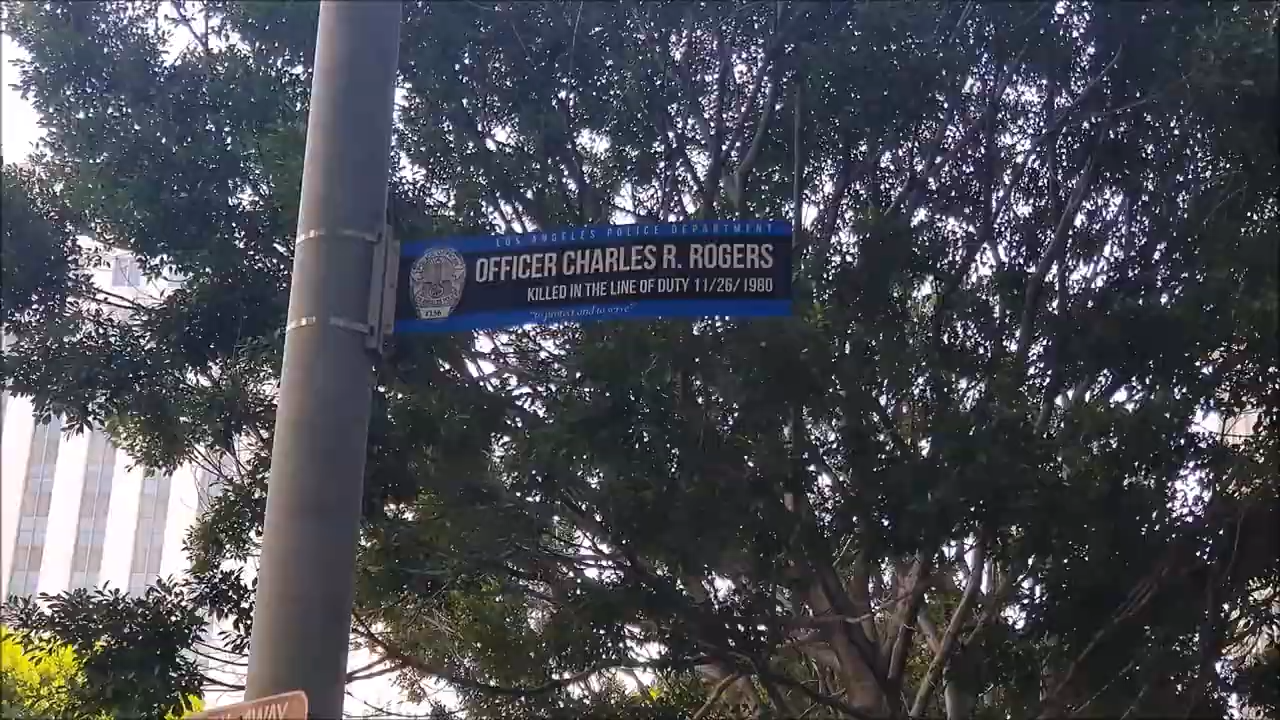 LOS ANGELES POLICE DEPARTMENT
OFFICER CHARLES R. ROGERS
KILLED IN THE LINE OF DUTY 11/26/1980
"to protect and to serve"